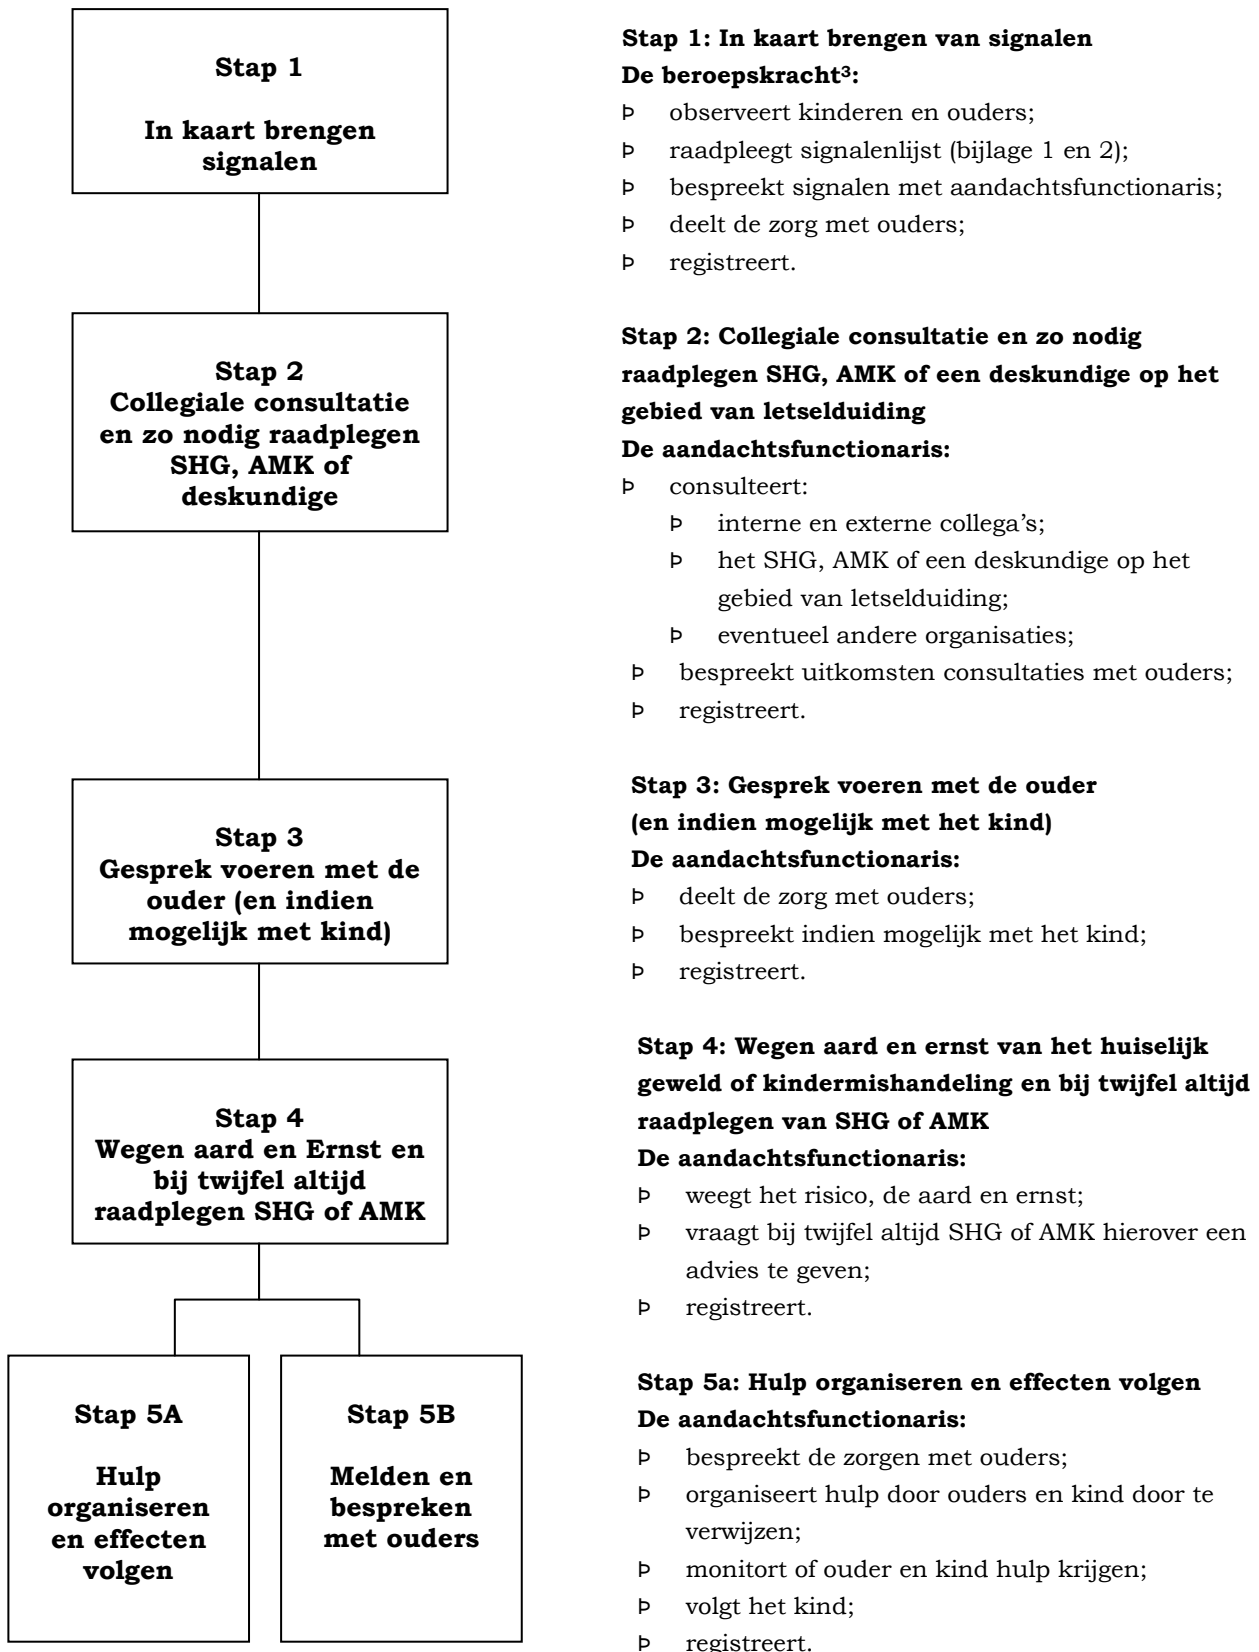 Stap 1
In kaart brengen
signalen
Stap 2
Collegiale consultatie
en zo nodig raadplegen
SHG, AMK of
deskundige
Stap 3
Gesprek voeren met de
ouder (en indien
mogelijk met kind)
Stap 4
Wegen aard en Ernst en
bij twijfel altijd
raadplegen SHG of AMK
Stap 5A
Hulp
organiseren
en effecten
volgen
Stap 5B
Melden en
bespreken
met ouders
Stap 1: In kaart brengen van signalen
De beroepskracht³:
Þ observeert kinderen en ouders;
Þ raadpleegt signalenlijst (bijlage 1 en 2);
Þ bespreekt signalen met aandachtsfunctionaris;
Þ deelt de zorg met ouders;
Þ registreert.
Stap 2: Collegiale consultatie en zo nodig
raadplegen SHG, AMK of een deskundige op het
gebied van letselduiding
De aandachtsfunctionaris:
Þ consulteert:
Þ interne en externe collega’s;
Þ het SHG, AMK of een deskundige op het
gebied van letselduiding;
Þ eventueel andere organisaties;
Þ bespreekt uitkomsten consultaties met ouders;
Þ registreert.
Stap 3: Gesprek voeren met de ouder
(en indien mogelijk met het kind)
De aandachtsfunctionaris:
Þ deelt de zorg met ouders;
Þ bespreekt indien mogelijk met het kind;
Þ registreert.
Stap 4: Wegen aard en ernst van het huiselijk
geweld of kindermishandeling en bij twijfel altijd
raadplegen van SHG of AMK
De aandachtsfunctionaris:
Þ weegt het risico, de aard en ernst;
Þ vraagt bij twijfel altijd SHG of AMK hierover een
advies te geven;
Þ registreert.
Stap 5a: Hulp organiseren en effecten volgen
De aandachtsfunctionaris:
Þ bespreekt de zorgen met ouders;
Þ organiseert hulp door ouders en kind door te
verwijzen;
Þ monitort of ouder en kind hulp krijgen;
Þ volgt het kind;
Þ registreert.